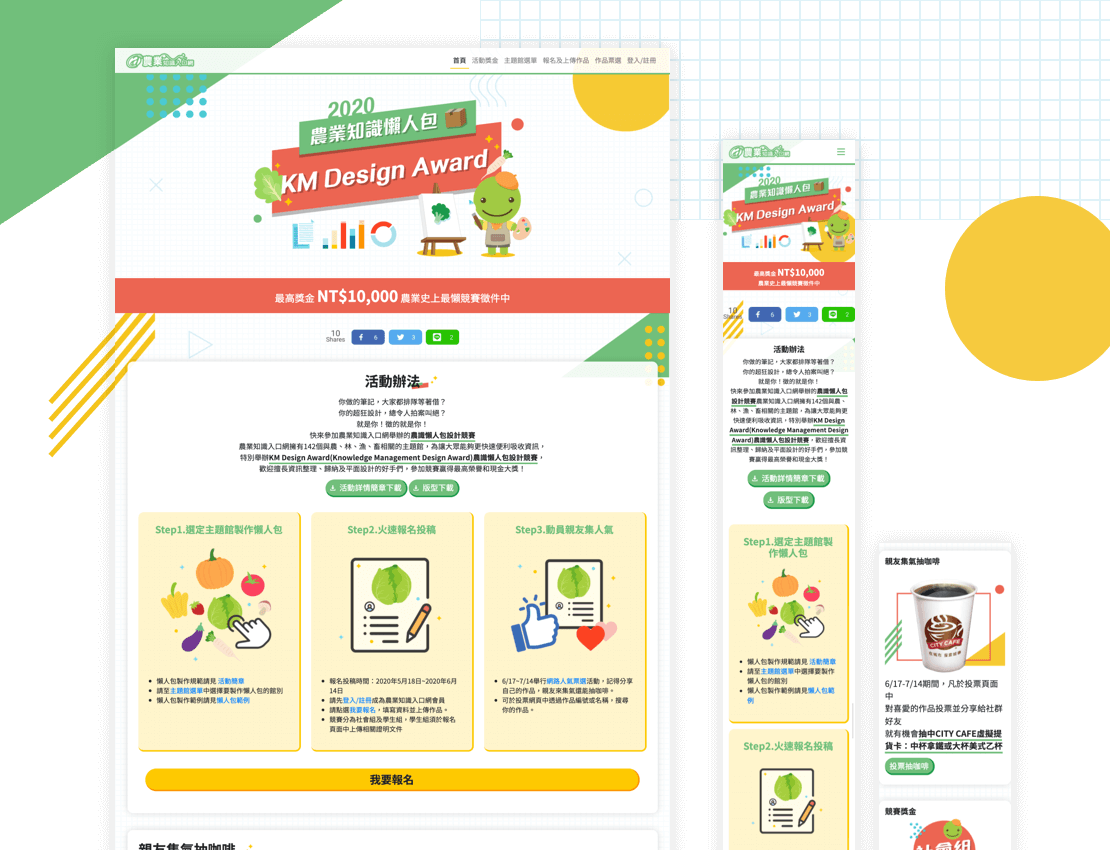 農業知識入口網
首頁 活動獎金 主題館選單 報名及上傳作品 作品票選 登入/註冊
2020
農業知識懶人包
KM Design Award
最高獎金 NT$10,000 農業史上最懶競賽徵件中
10
Shares
6
3
2
活動辦法
你做的筆記，大家都排隊等著借？
你的超狂設計，總令人拍案叫絕？
就是你！徵的就是你！
快來參加農業知識入口網舉辦的農識懶人包設計競賽
農業知識入口網擁有142個與農、林、漁、畜相關的主題館，為讓大眾能夠更快速便利吸收資訊，
特別舉辦KM Design Award(Knowledge Management Design Award)農識懶人包設計競賽，
歡迎擅長資訊整理、歸納及平面設計的好手們，參加競賽贏得最高榮譽和現金大獎！
活動詳情簡章下載 版型下載
Step1.選定主題館製作懶人包
懶人包製作規範請見 活動簡章
請至主題館選單中選擇要製作懶人包的館別
懶人包製作範例請見懶人包範例
Step2.火速報名投稿
報名投稿時間：2020年5月18日~2020年6月
14日
請先登入/註冊成為農業知識入口網會員
請點選我要報名，填寫資料並上傳作品。
競賽分為社會組及學生組，學生組須於報名
頁面中上傳相關證明文件
Step3.動員親友集人氣
6/17~7/14舉行網路人氣票選活動，記得分享
自己的作品，親友來集氣還能抽咖啡。
可於投票網頁中透過作品編號或名稱，搜尋
你的作品。
我要報名
親友集氣抽咖啡
農業知識入口網
2020
農業知識懶人包
KM Design Award
最高獎金 NT$10,000
農業史上最懶競賽徵件中
10
Shares
6
3
2
活動辦法
你做的筆記，大家都排隊等著借？
你的超狂設計，總令人拍案叫絕？
就是你！徵的就是你！
快來參加農業知識入口網舉辦的農識懶人包
設計競賽農業知識入口網擁有142個與農、
林、漁、畜相關的主題館，為讓大眾能夠更
快速便利吸收資訊，特別舉辦KM Design
Award(Knowledge Management Design
Award)農識懶人包設計競賽，歡迎擅長資
訊整理、歸納及平面設計的好手們，參加競
賽贏得最高榮譽和現金大獎！
活動詳情簡章下載
版型下載
Step1.選定主題館製
作懶人包
懶人包製作規範請見 活動簡章
請至主題館選單中選擇要製作
懶人包的館別
懶人包製作範例請見懶人包範
例
Step2.火速報名投稿
親友集氣抽咖啡
CITY CAFE
6/17-7/14期間，凡於投票頁面
中
對喜愛的作品投票並分享給社群
好友
就有機會抽中CITY CAFE虛擬提
貨卡：中杯拿鐵或大杯美式乙杯
投票抽咖啡
競賽獎金
社會組